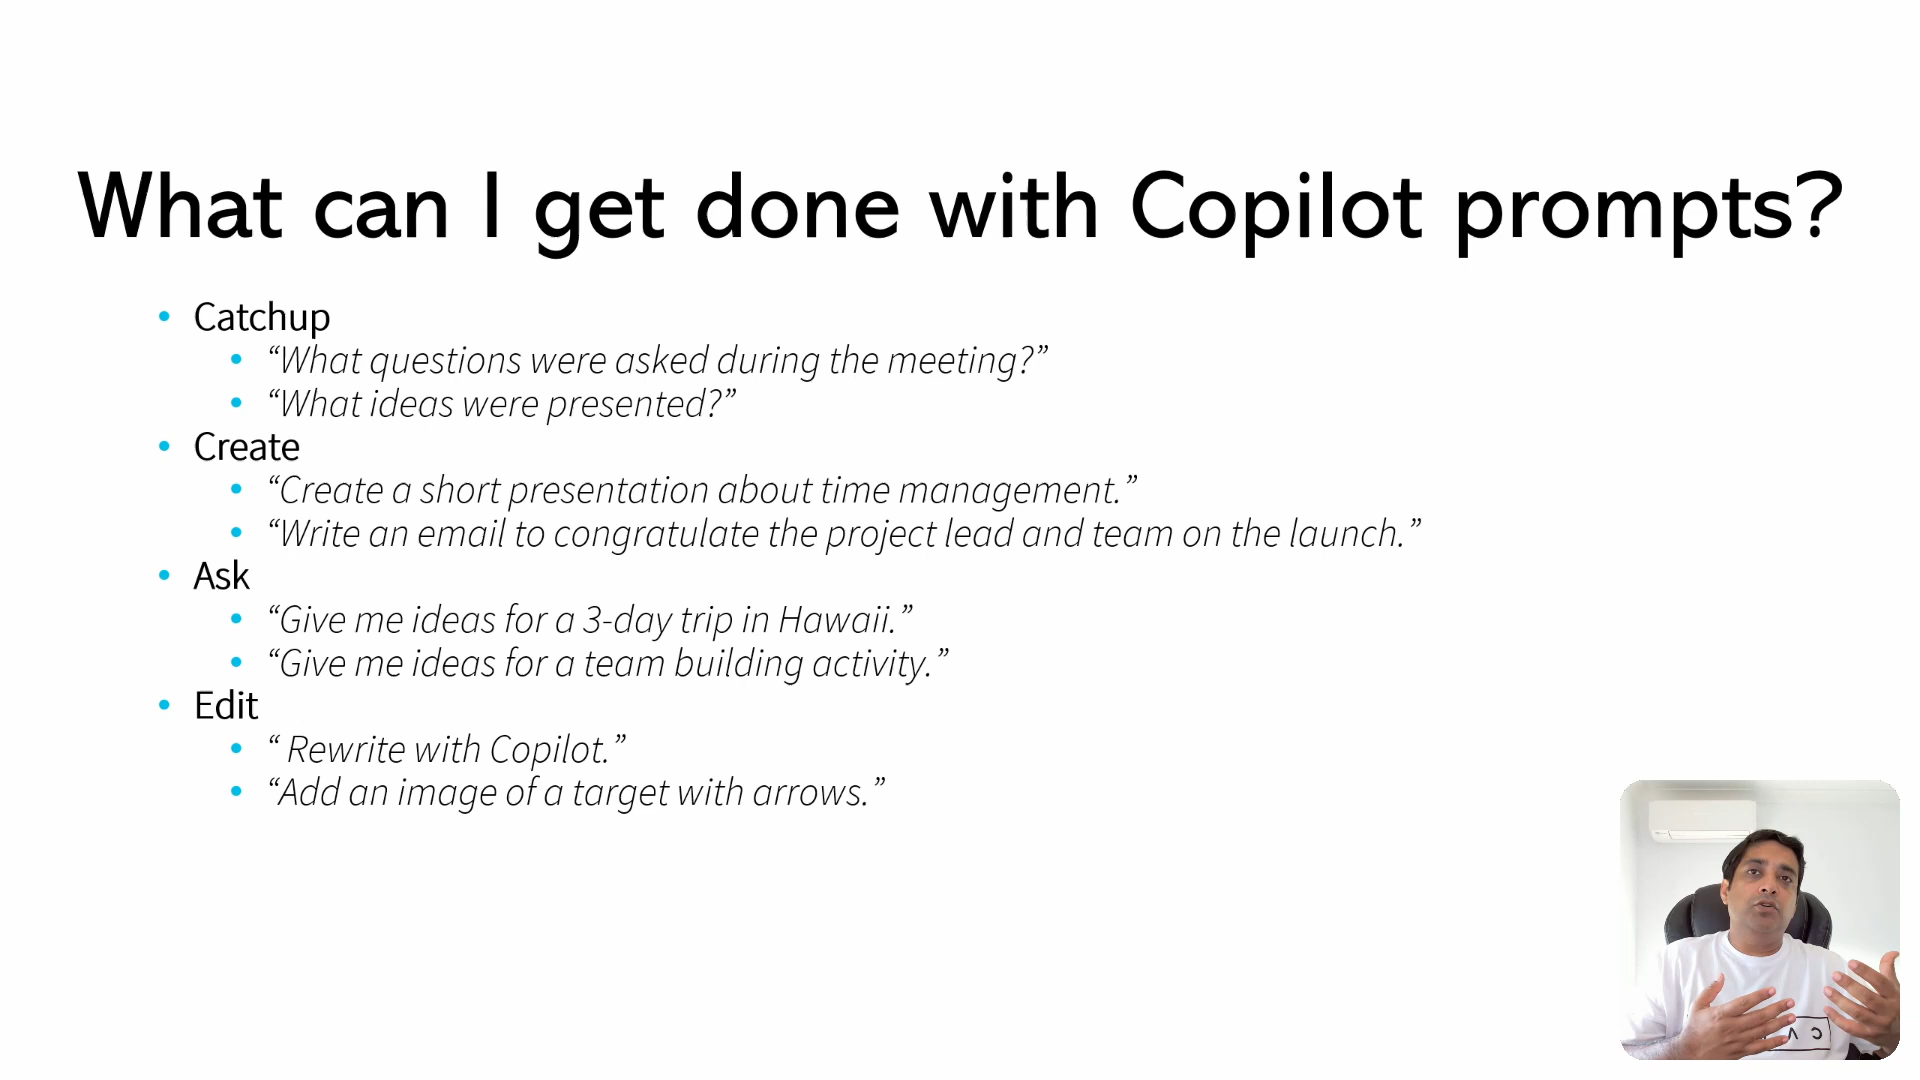 What can I get done with Copilot prompts?
• Catchup
• “What questions were asked during the meeting?”
• “What ideas were presented?”
• Create
• “Create a short presentation about time management.”
• “Write an email to congratulate the project lead and team on the launch.”
• Ask
• “Give me ideas for a 3-day trip in Hawaii.”
• “Give me ideas for a team building activity.”
• Edit
• “ Rewrite with Copilot.”
• “Add an image of a target with arrows.”